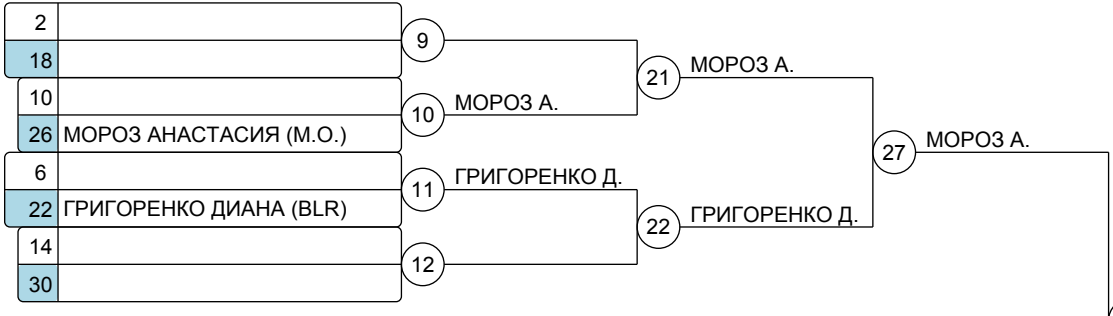 2
9
18
21 МОРОЗ А.
10
10 МОРОЗ А.
26 МОРОЗ АНАСТАСИЯ (М.О.)
27 МОРОЗ А.
6
11 ГРИГОРЕНКО Д.
22 ГРИГОРЕНКО ДИАНА (BLR)
22 ГРИГОРЕНКО Д.
14
12
30